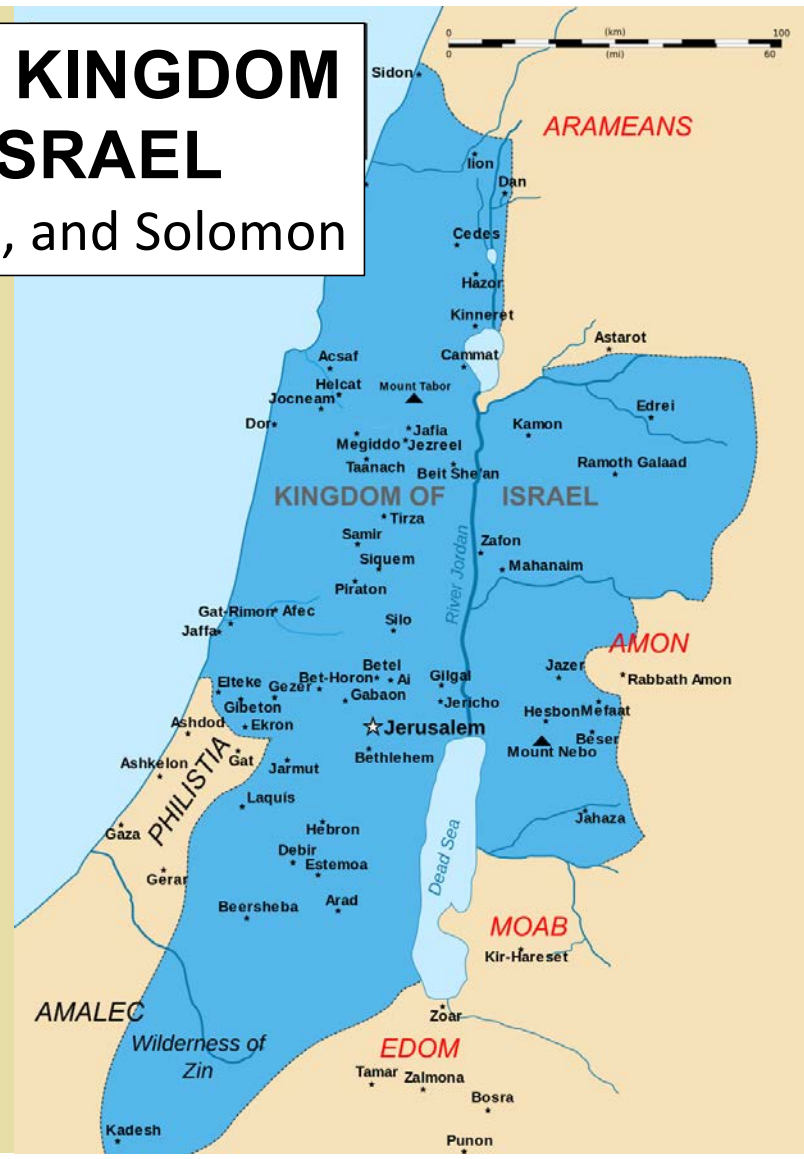 KINGDOM
SRAEL
, and Solomon
0
(km)
100
0
(mi)
60
Sidon
ARAMEANS
Iion
Dan
Cedes
Hazor
Kinneret
Astarot
Acsaf
Cammat
Helcat
Mount Tabor
Jocneam
Edrei
Dor
Jafla
Kamon
Megiddo
Jezreel
Taanach
Beit She'an
Ramoth Galaad
KINGDOM OF
ISRAEL
Tirza
Samir
Zafon
Siquem
Mahanaim
River Jordan
Piraton
Gat-Rimon
Afec
Silo
Jaffa
AMON
Betel
Jazer
Elteke
Gezer
Bet-Horon
Ai
Gilgal
Rabbath Amon
Gabaon
Jericho
Gibeton
Hesbon
Mefaat
Ashdod
Ekron
Jerusalem
Beser
Ashkelon
Gat
Jarmut
Bethlehem
Mount Nebo
PHILISTIA
Laquis
Gaza
Hebron
Jahaza
Debir
Dead Sea
Estemoa
Gerar
Beersheba
Arad
MOAB
Kir-Hareset
AMALEC
Zoar
Wilderness of
Zin
EDOM
Tamar
Zalmona
Bosra
Kadesh
Punon